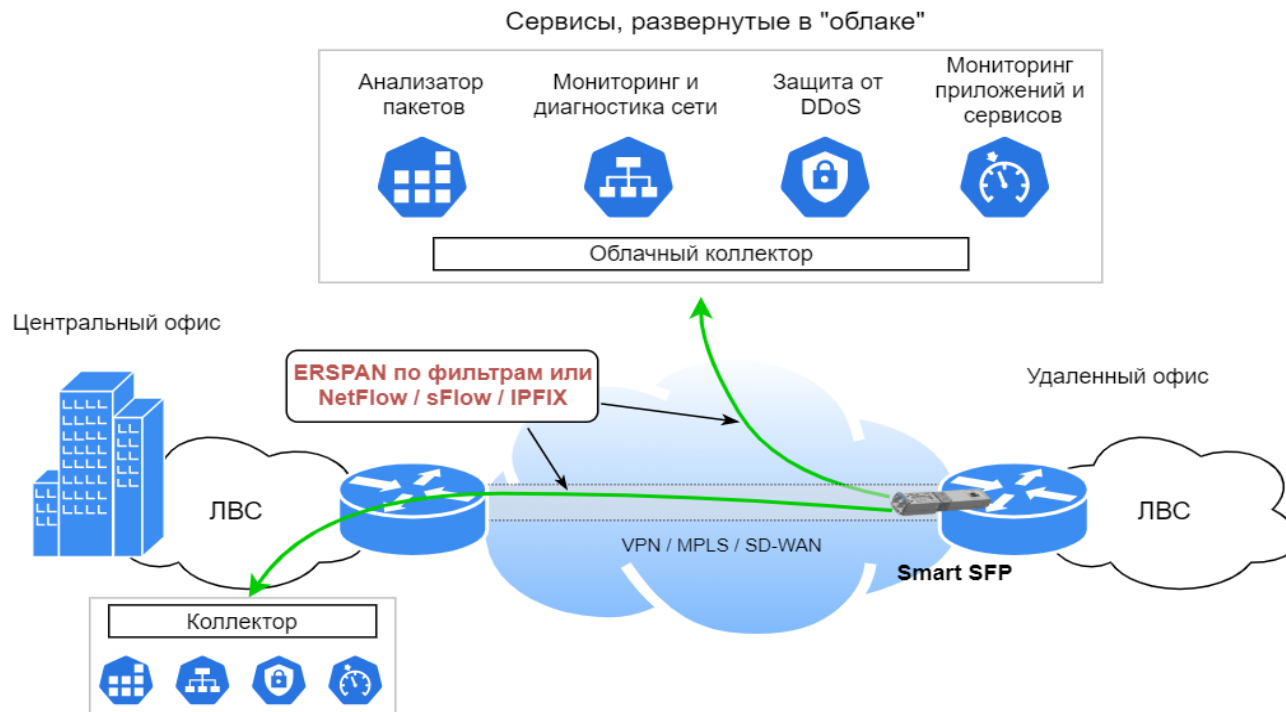 Сервисы, развернутые в "облаке"
Анализатор
пакетов
Мониторинг и
диагностика сети
Защита от
DDoS
Мониторинг
приложений и
сервисов
Облачный коллектор
Центральный офис
ERSPAN по фильтрам или
NetFlow / sFlow / IPFIX
Удаленный офис
ЛВС
ЛВС
VPN / MPLS / SD-WAN
Smart SFP
Коллектор